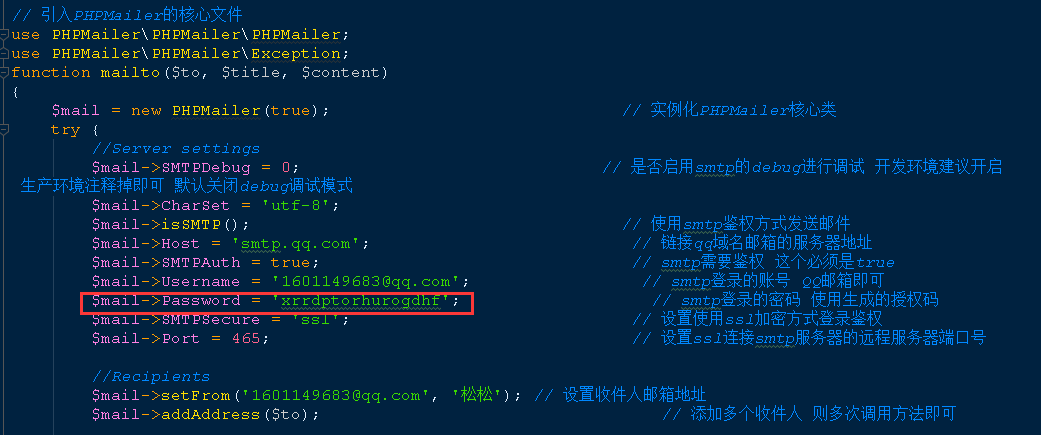 // 引入PHPMailer的核心文件
use PHPMailer\PHPMailer\PHPMailer;
use PHPMailer\PHPMailer\Exception;
function mailto($to, $title, $content)
{
$mail = new PHPMailer(true); // 实例化PHPMailer核心类
try {
//Server settings
$mail->SMTPDebug = 0; // 是否启用smtp的debug进行调试 开发环境建议开启
生产环境注释掉即可 默认关闭debug调试模式
$mail->CharSet = 'utf-8';
$mail->isSMTP(); // 使用smtp鉴权方式发送邮件
$mail->Host = 'smtp.qq.com'; // 链接qq域名邮箱的服务器地址
$mail->SMTPAuth = true; // smtp需要鉴权 这个必须是true
$mail->Username = '1601149683@qq.com'; // smtp登录的账号 QQ邮箱即可
$mail->Password = 'xrrdptorhurogdhf'; // smtp登录的密码 使用生成的授权码
$mail->SMTPSecure = 'ssl'; // 设置使用ssl加密方式登录鉴权
$mail->Port = 465; // 设置ssl连接smtp服务器的远程服务器端口号
//Recipients
$mail->setFrom('1601149683@qq.com', '松松'); // 设置收件人邮箱地址
$mail->addAddress($to); // 添加多个收件人 则多次调用方法即可